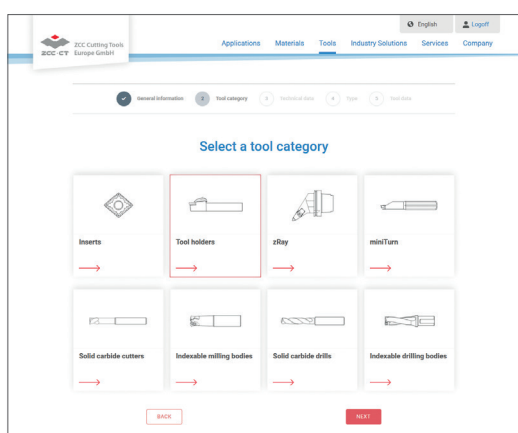 English
Logoff
ZCC Cutting Tools
Europe GmbH
ZCC-CT
Applications Materials Tools Industry Solutions Services Company
General information 2 Tool category 3 Technical data 4 Type 5 Tool data
Select a tool category
Inserts Tool holders zRay miniTurn
Solid carbide cutters Indexable milling bodies Solid carbide drills Indexable drilling bodies
BACK NEXT